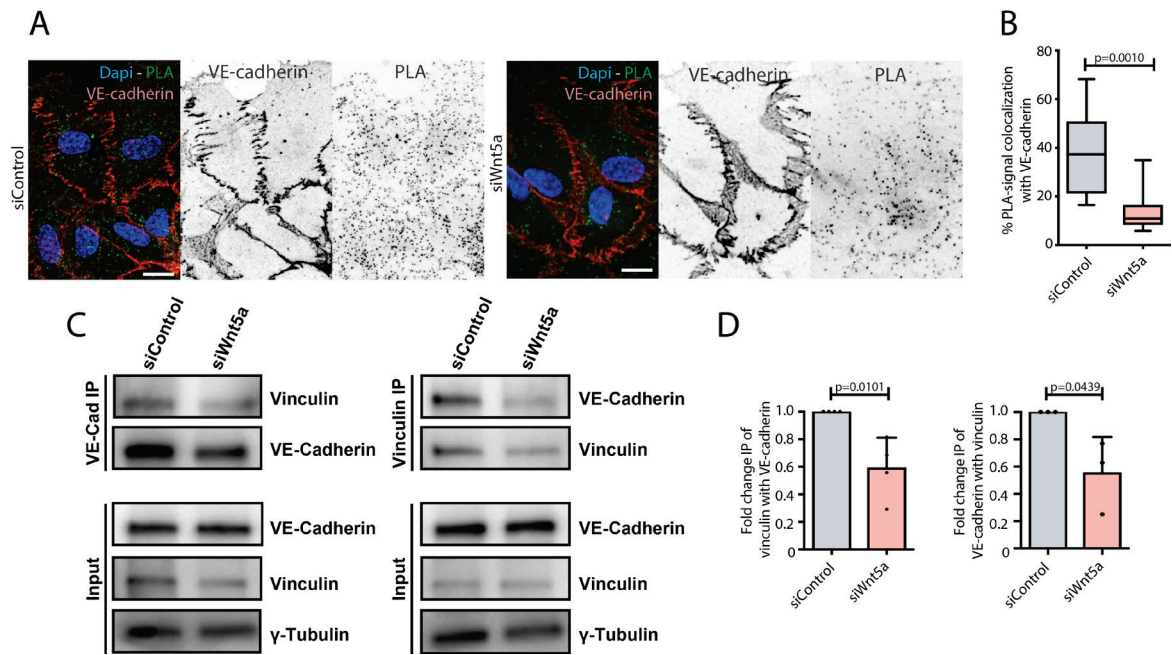 A
siControl
Dapi - PLA
VE-cadherin
VE-cadherin
PLA
siWnt5a
Dapi - PLA
VE-cadherin
VE-cadherin
PLA
B
% PLA-signal colocalization
with VE-cadherin
80
60
40
20
0
p=0.0010
siControl
siWnt5a
C
siControl
siWnt5a
VE-Cad IP
Vinculin
VE-Cadherin
Input
VE-Cadherin
Vinculin
γ-Tubulin
siControl
siWnt5a
Vinculin IP
VE-Cadherin
Vinculin
Input
VE-Cadherin
Vinculin
γ-Tubulin
D
Fold change IP of
vinculin with VE-cadherin
p=0.0101
1.0
0.8
0.6
0.4
0.2
0
siControl
siWnt5a
Fold change IP of
VE-cadherin with vinculin
p=0.0439
1.0
0.8
0.6
0.4
0.2
0
siControl
siWnt5a